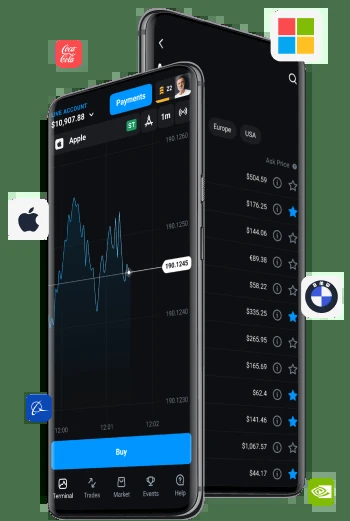 Coca
Cola
LIVE ACCOUNT
$10,907.88
Payments
22
Apple
ST
1m
190.1260
190.1250
190.1245
190.1240
190.1230
12:00
12:01
12:02
Buy
Terminal
Trades
Market
Events
Help
Europe
USA
Ask Price
$504.59
$176.25
$144.06
€89.38
$58.22
$335.25
$265.95
$165.69
$62.4
$141.46
$1,067.57
$44.17